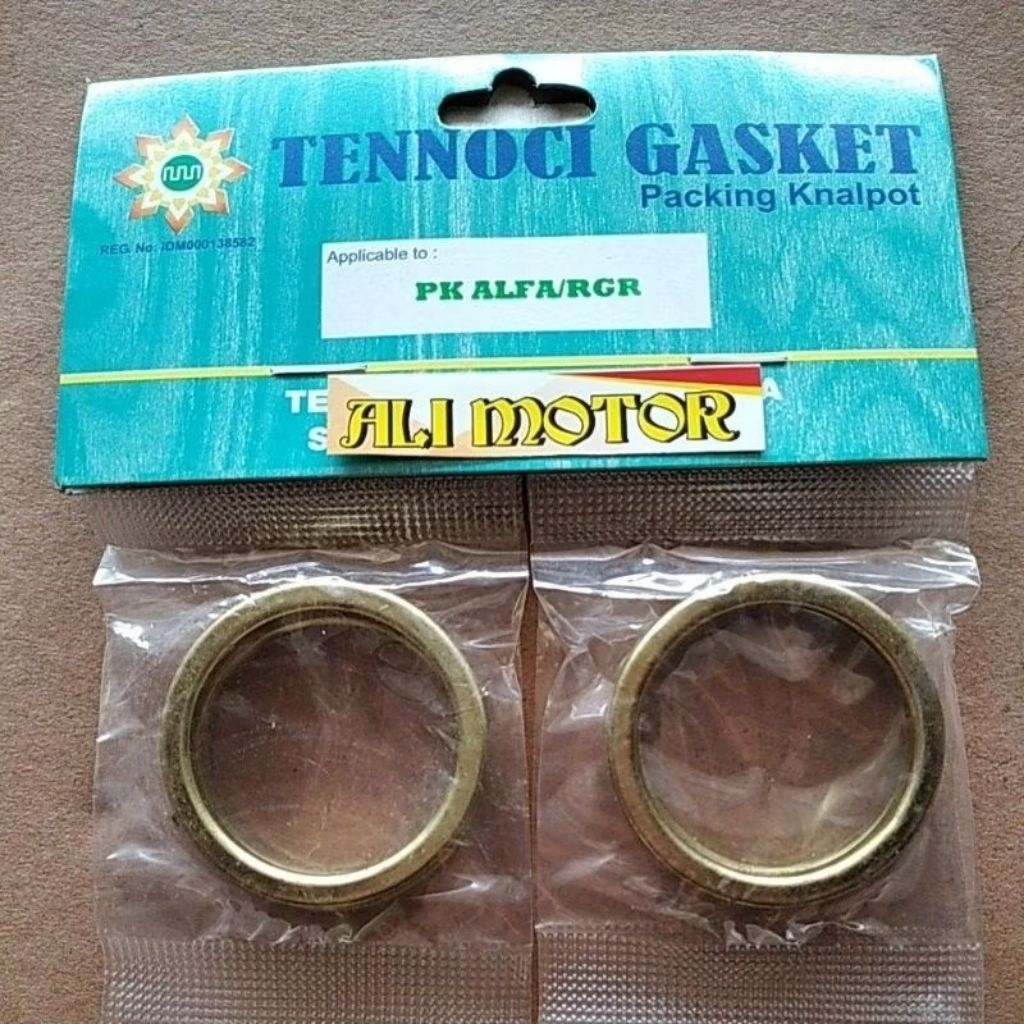 TENNOCI GASKET
Packing Knalpot
REG. No: IDM000138582
Applicable to :
PK ALFA/RGR
ALI MOTOR